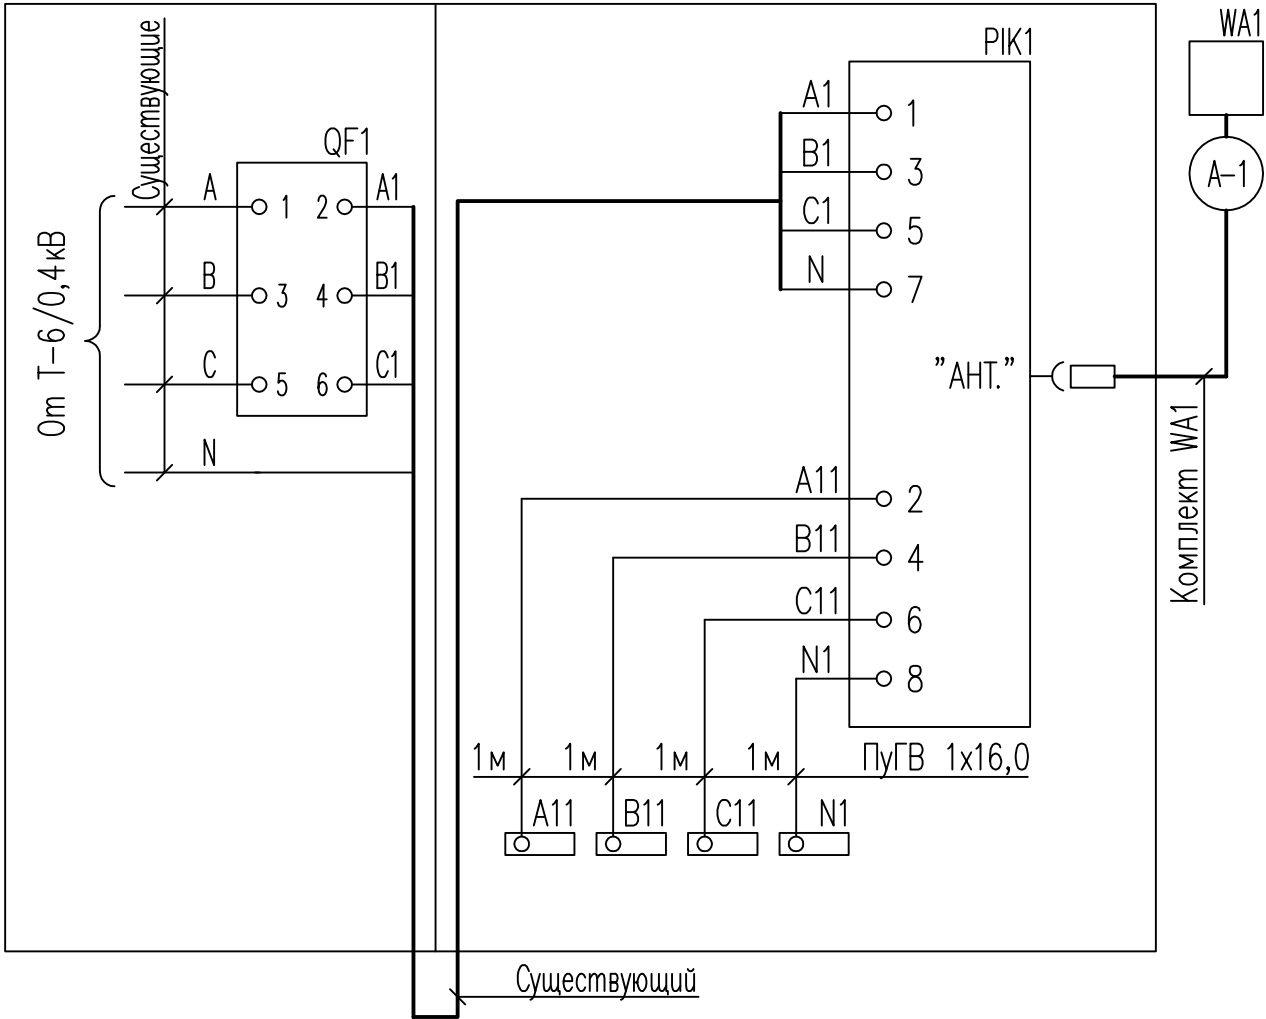 WA1
PIK1
Существующие
QF1
A1
1
B1
3
C1
5
N
7
A-1
A
1
2
A1
B
3
4
B1
C
5
6
C1
N
От Т-6/0,4кВ
"АНТ."
Комплект WA1
A11
2
B11
4
C11
6
N1
8
1м
1м
1м
1м
ПуГВ 1х16,0
A11
B11
C11
N1
Существующий